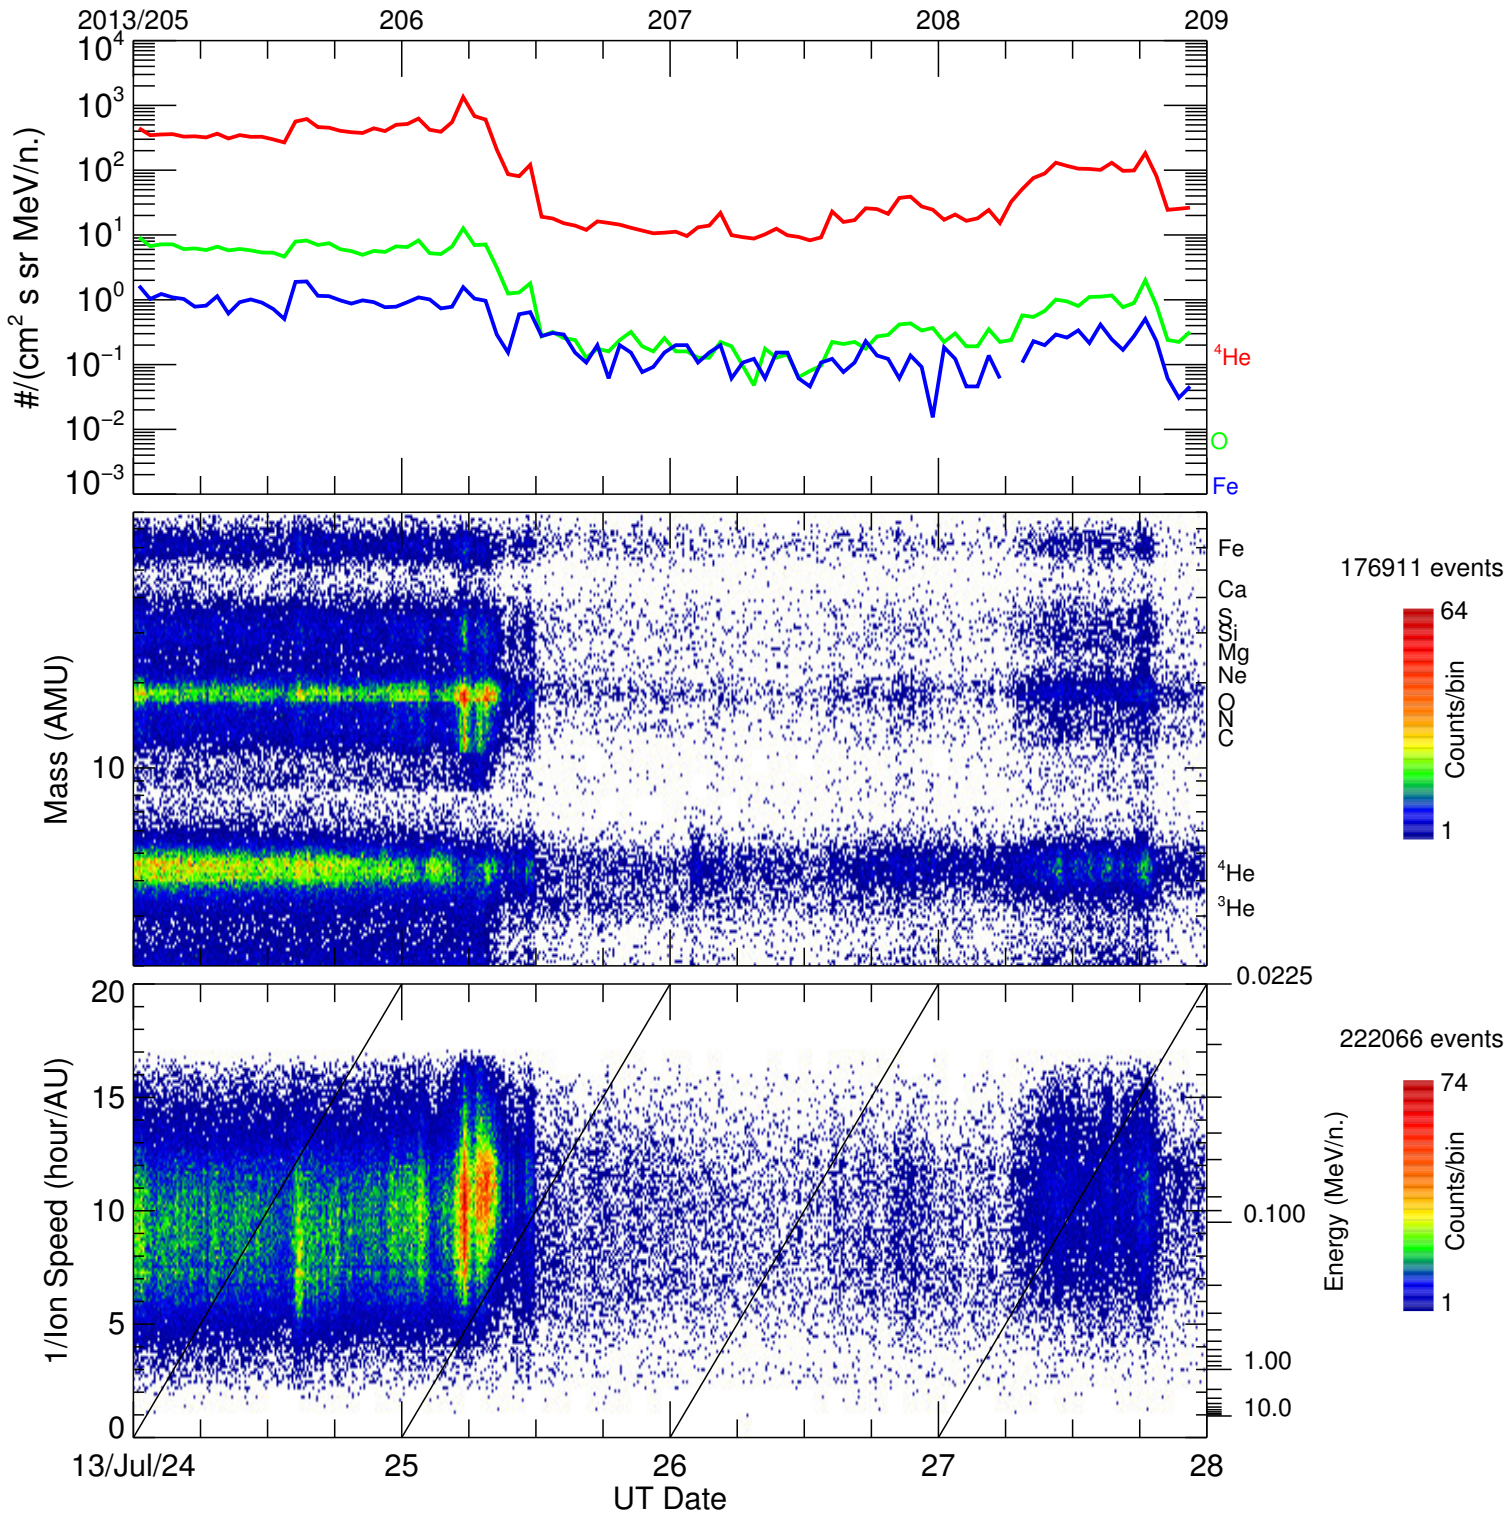 2013/205 206 207 208 209
10^4
10^3
10^2
10^1
10^0
10^−1
10^−2
10^−3
#/(cm^2 s sr MeV/n.)
^4He
O
Fe
Mass (AMU)
10
Fe
Ca
S
Si
Mg
Ne
O
N
C
^4He
^3He
176911 events
64
Counts/bin
1
1/Ion Speed (hour/AU)
20
15
10
5
0
0.0225
0.100
1.00
10.0
Energy (MeV/n.)
222066 events
74
Counts/bin
1
13/Jul/24 25 26 27 28
UT Date